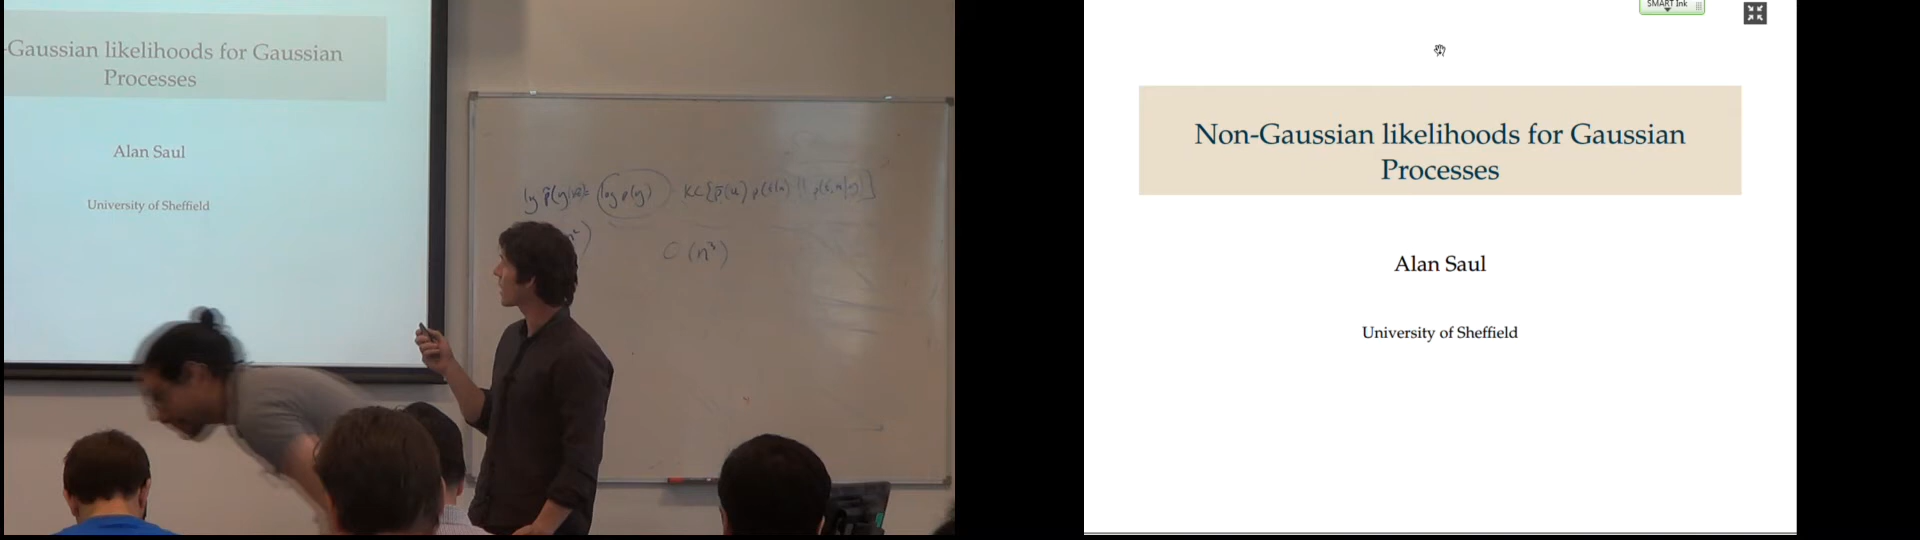 -Gaussian likelihoods for Gaussian
Processes
Alan Saul
University of Sheffield
log p(y)
O(n³)
SMART Ink
Non-Gaussian likelihoods for Gaussian
Processes
Alan Saul
University of Sheffield